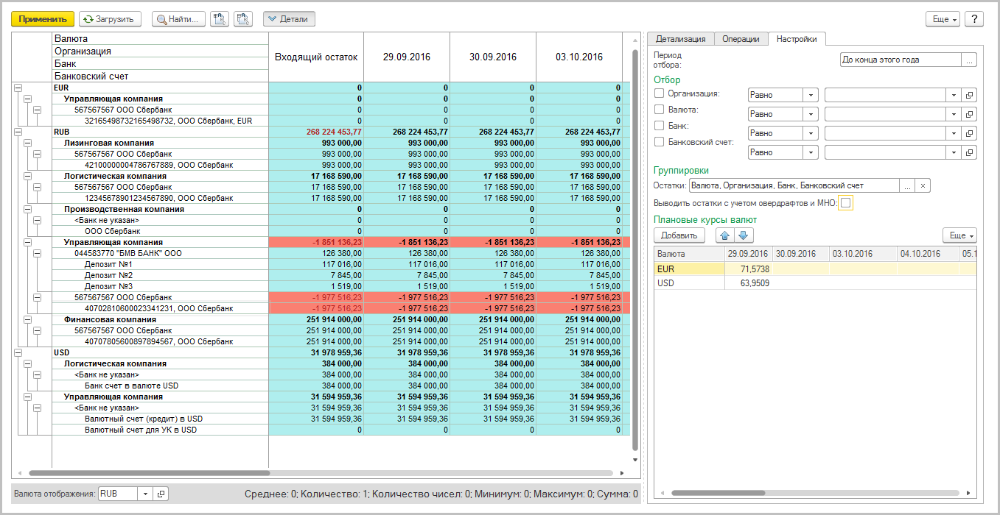 Применить Загрузить Найти... Детали Еще ?
Валюта
Организация
Банк
Банковский счет
Входящий остаток 29.09.2016 30.09.2016 03.10.2016
EUR 0 0 0 0
Управляющая компания 0 0 0 0
567567567 ООО Сбербанк 0 0 0 0
32165498732165498732, ООО Сбербанк, EUR 0 0 0 0
RUB 268 224 453,77 268 224 453,77 268 224 453,77 268 224 453,77
Лизинговая компания 993 000,00 993 000,00 993 000,00 993 000,00
567567567 ООО Сбербанк 993 000,00 993 000,00 993 000,00 993 000,00
42100000004786767889, ООО Сбербанк 993 000,00 993 000,00 993 000,00 993 000,00
Логистическая компания 17 168 590,00 17 168 590,00 17 168 590,00 17 168 590,00
567567567 ООО Сбербанк 17 168 590,00 17 168 590,00 17 168 590,00 17 168 590,00
12345678901234567890, ООО Сбербанк 17 168 590,00 17 168 590,00 17 168 590,00 17 168 590,00
Производственная компания 0 0 0 0
<Банк не указан> 0 0 0 0
ООО Сбербанк 0 0 0 0
Управляющая компания -1 851 136,23 -1 851 136,23 -1 851 136,23 -1 851 136,23
044583770 "БМВ БАНК" ООО 126 380,00 126 380,00 126 380,00 126 380,00
Депозит №1 117 016,00 117 016,00 117 016,00 117 016,00
Депозит №2 7 845,00 7 845,00 7 845,00 7 845,00
Депозит №3 1 519,00 1 519,00 1 519,00 1 519,00
567567567 ООО Сбербанк -1 977 516,23 -1 977 516,23 -1 977 516,23 -1 977 516,23
40702810600023341231, ООО Сбербанк -1 977 516,23 -1 977 516,23 -1 977 516,23 -1 977 516,23
Финансовая компания 251 914 000,00 251 914 000,00 251 914 000,00 251 914 000,00
567567567 ООО Сбербанк 251 914 000,00 251 914 000,00 251 914 000,00 251 914 000,00
40707805600897894567, ООО Сбербанк 251 914 000,00 251 914 000,00 251 914 000,00 251 914 000,00
USD 31 978 959,36 31 978 959,36 31 978 959,36 31 978 959,36
Логистическая компания 384 000,00 384 000,00 384 000,00 384 000,00
<Банк не указан> 384 000,00 384 000,00 384 000,00 384 000,00
Банк счет в валюте USD 384 000,00 384 000,00 384 000,00 384 000,00
Управляющая компания 31 594 959,36 31 594 959,36 31 594 959,36 31 594 959,36
<Банк не указан> 31 594 959,36 31 594 959,36 31 594 959,36 31 594 959,36
Валютный счет (кредит) в USD 31 594 959,36 31 594 959,36 31 594 959,36 31 594 959,36
Валютный счет для УК в USD 0 0 0 0
Валюта отображения: RUB Среднее: 0; Количество: 1; Количество чисел: 0; Минимум: 0; Максимум: 0; Сумма: 0
Детализация Операции Настройки
Период
отбора: До конца этого года ...
Отбор
Организация: Равно
Валюта: Равно
Банк: Равно
Банковский счет: Равно
Группировки
Остатки: Валюта, Организация, Банк, Банковский счет ... ×
Выводить остатки с учетом овердрафтов и МНО:
Плановые курсы валют
Добавить Еще
Валюта 29.09.2016 30.09.2016 03.10.2016 04.10.2016 05.1
EUR 71,5738
USD 63,9509